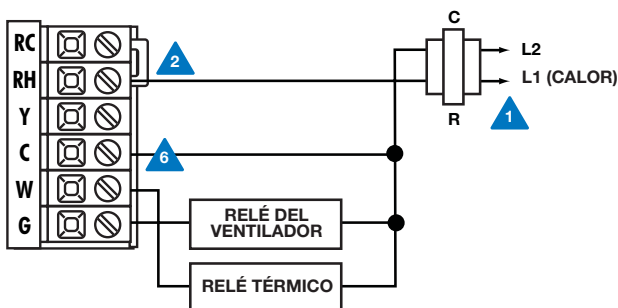 RC
RH
Y
C
W
G
2
6
RELÉ DEL
VENTILADOR
RELÉ TÉRMICO
C
R
L2
L1 (CALOR)
1